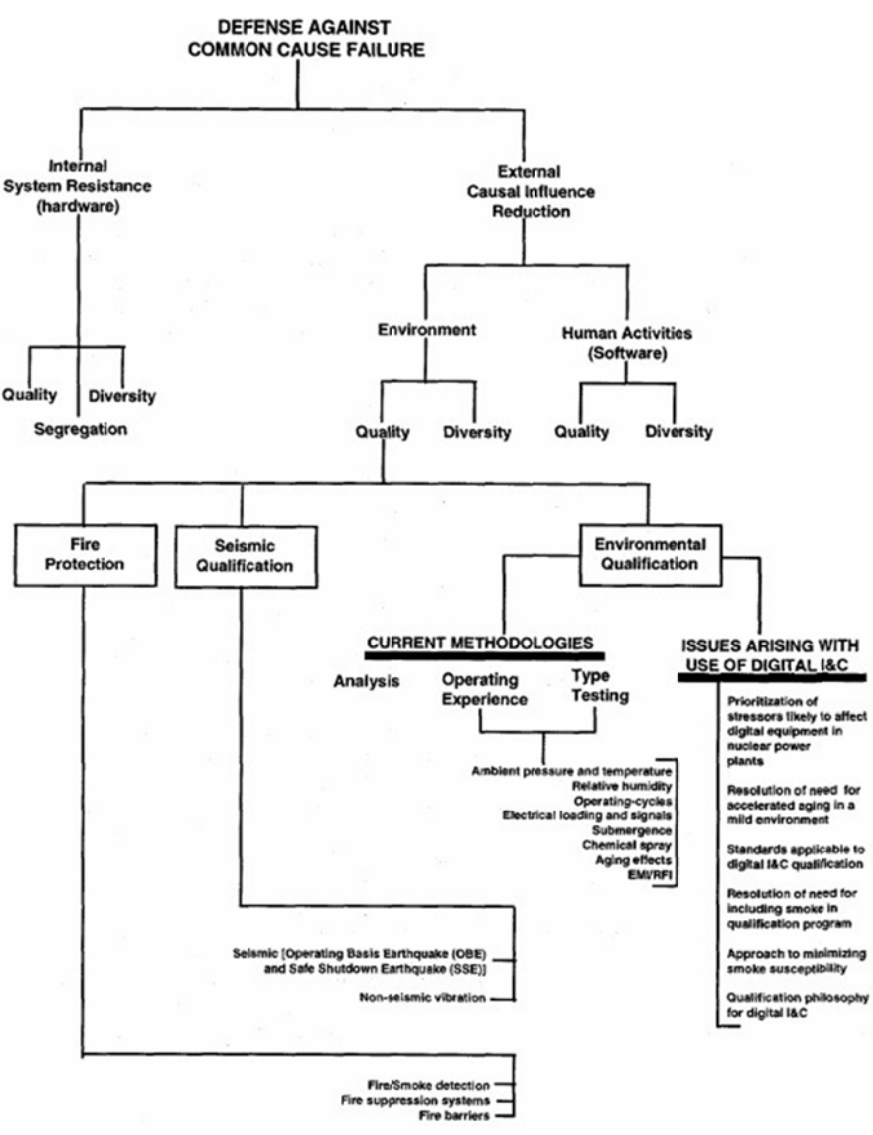 DEFENSE AGAINST
COMMON CAUSE FAILURE
Internal
System Resistance
(hardware)
External
Causal Influence
Reduction
Environment
Human Activities
(Software)
Quality
Diversity
Segregation
Quality
Diversity
Quality
Diversity
Fire
Protection
Seismic
Qualification
Environmental
Qualification
CURRENT METHODOLOGIES
Analysis
Operating
Experience
Type
Testing
Ambient pressure and temperature
Relative humidity
Operating-cycles
Electrical loading and signals
Submergence
Chemical spray
Aging effects
EMI/RFI
ISSUES ARISING WITH
USE OF DIGITAL I&C
Prioritization of
stressors likely to affect
digital equipment in
nuclear power
plants
Resolution of need for
accelerated aging in a
mild environment
Standards applicable to
digital I&C qualification
Resolution of need for
including smoke in
qualification program
Approach to minimizing
smoke susceptibility
Qualification philosophy
for digital I&C
Seismic [Operating Basis Earthquake (OBE)
and Safe Shutdown Earthquake (SSE)]
Non-seismic vibration
Fire/Smoke detection
Fire suppression systems
Fire barriers